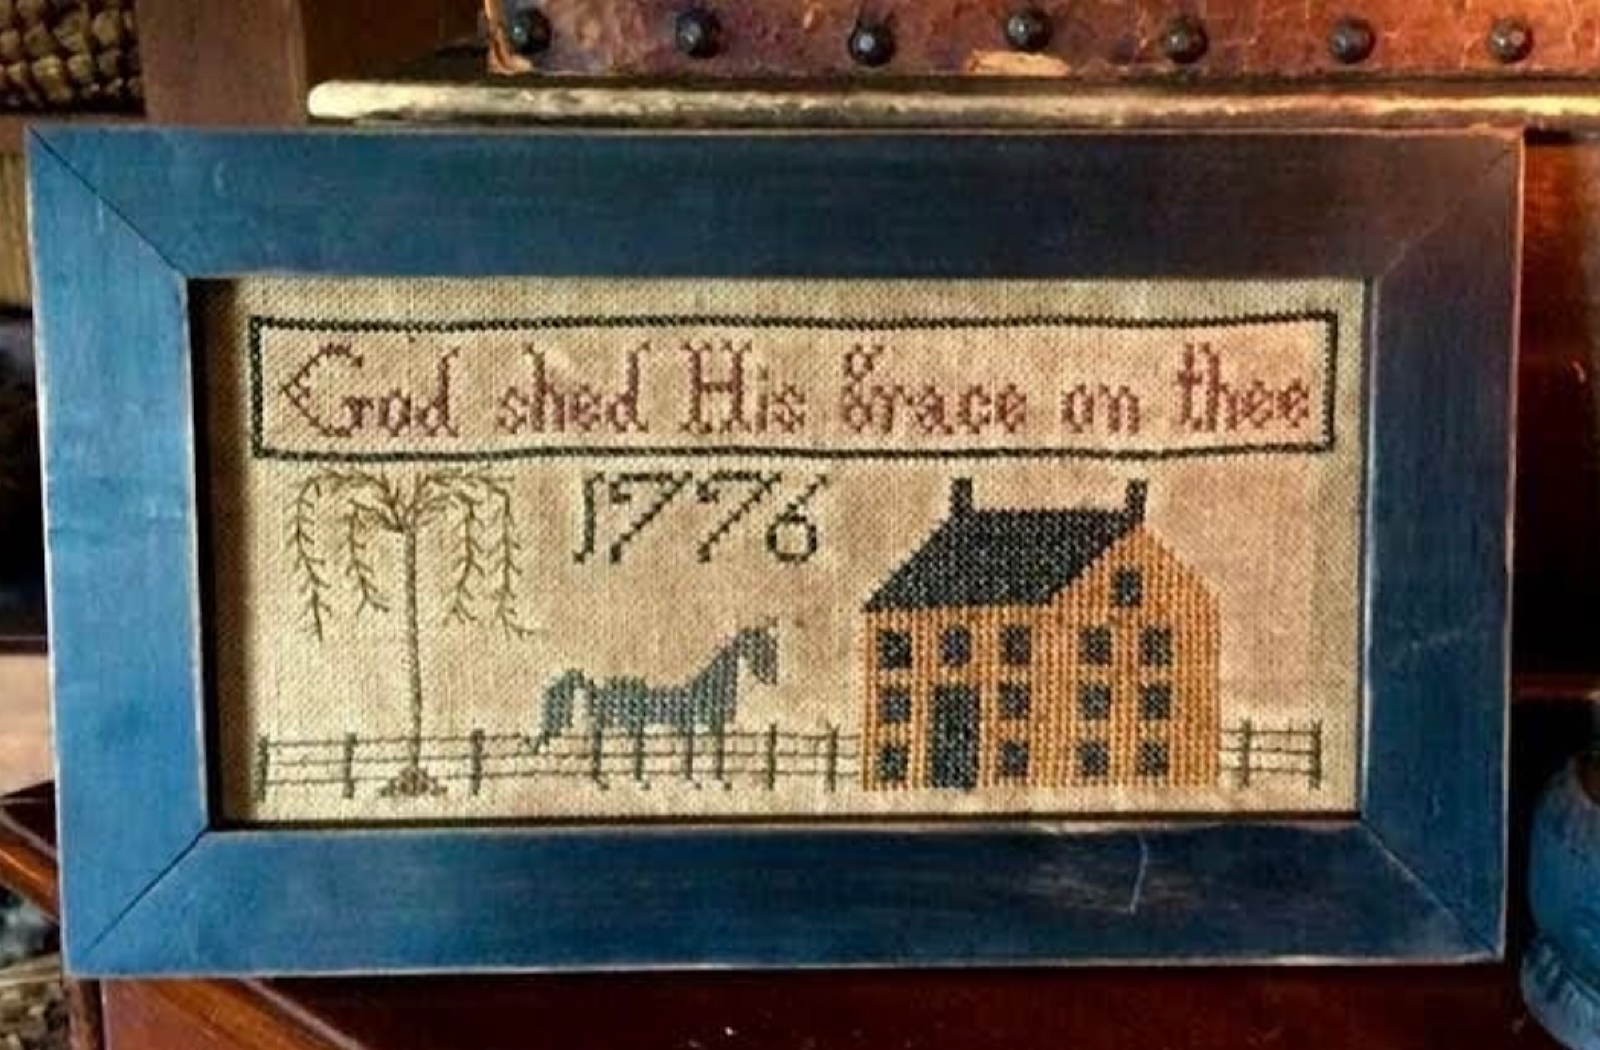 God shed His Grace on thee
1776